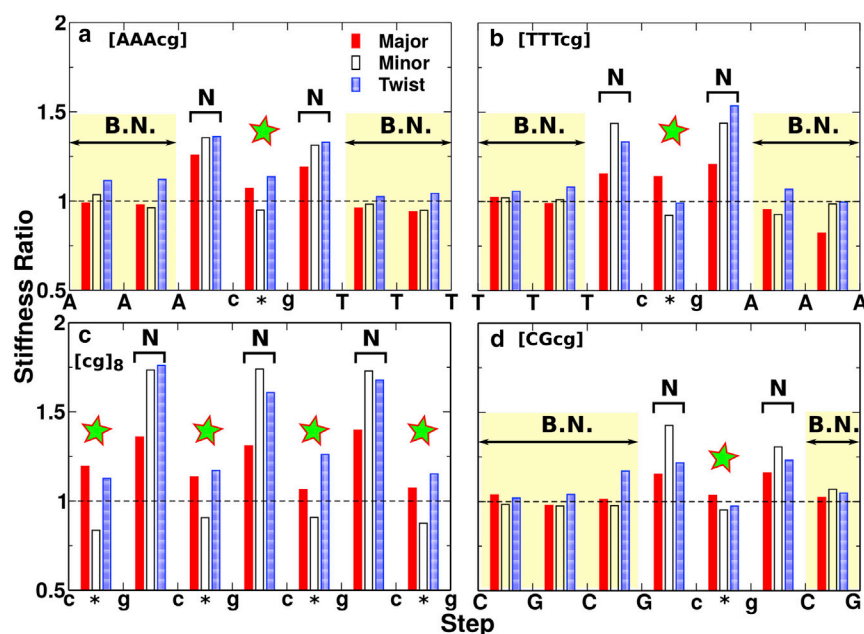 Stiffness Ratio
2
1.5
1
0.5
a [AAAcg]
Major
Minor
Twist
B.N.
N
N
B.N.
A A A c * g T T T
b [TTTcg]
B.N.
N
N
B.N.
T T T c * g A A A
2
1.5
1
0.5
c
[cg]8
N
N
N
c * g c * g c * g c * g
d [CGcg]
B.N.
N
N
B.N.
C G C G c * g C G
Step